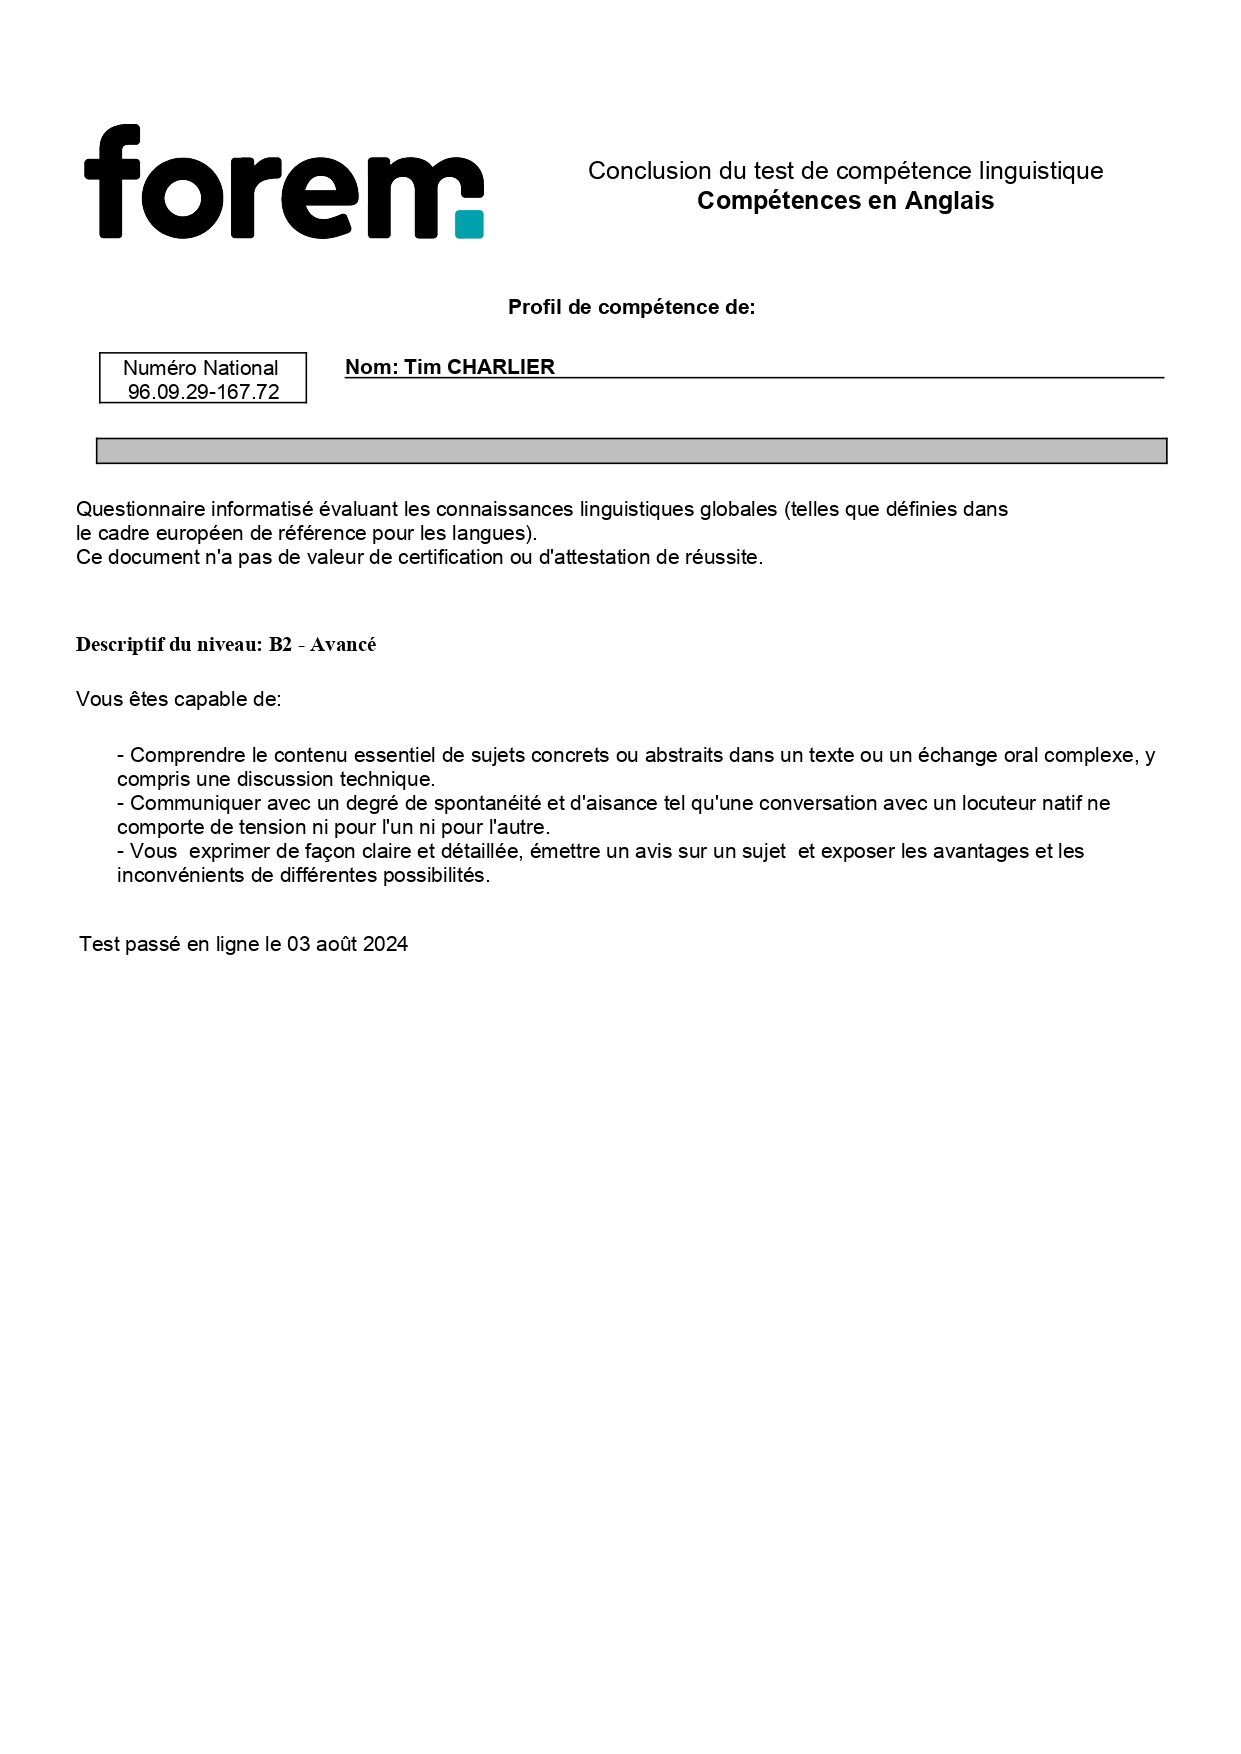 forem
Conclusion du test de compétence linguistique
Compétences en Anglais
Profil de compétence de:
Numéro National
96.09.29-167.72
Nom: Tim CHARLIER
Questionnaire informatisé évaluant les connaissances linguistiques globales (telles que définies dans
le cadre européen de référence pour les langues).
Ce document n'a pas de valeur de certification ou d'attestation de réussite.
Descriptif du niveau: B2 - Avancé
Vous êtes capable de:
- Comprendre le contenu essentiel de sujets concrets ou abstraits dans un texte ou un échange oral complexe, y
compris une discussion technique.
- Communiquer avec un degré de spontanéité et d'aisance tel qu'une conversation avec un locuteur natif ne
comporte de tension ni pour l'un ni pour l'autre.
- Vous  exprimer de façon claire et détaillée, émettre un avis sur un sujet  et exposer les avantages et les
inconvénients de différentes possibilités.
Test passé en ligne le 03 août 2024